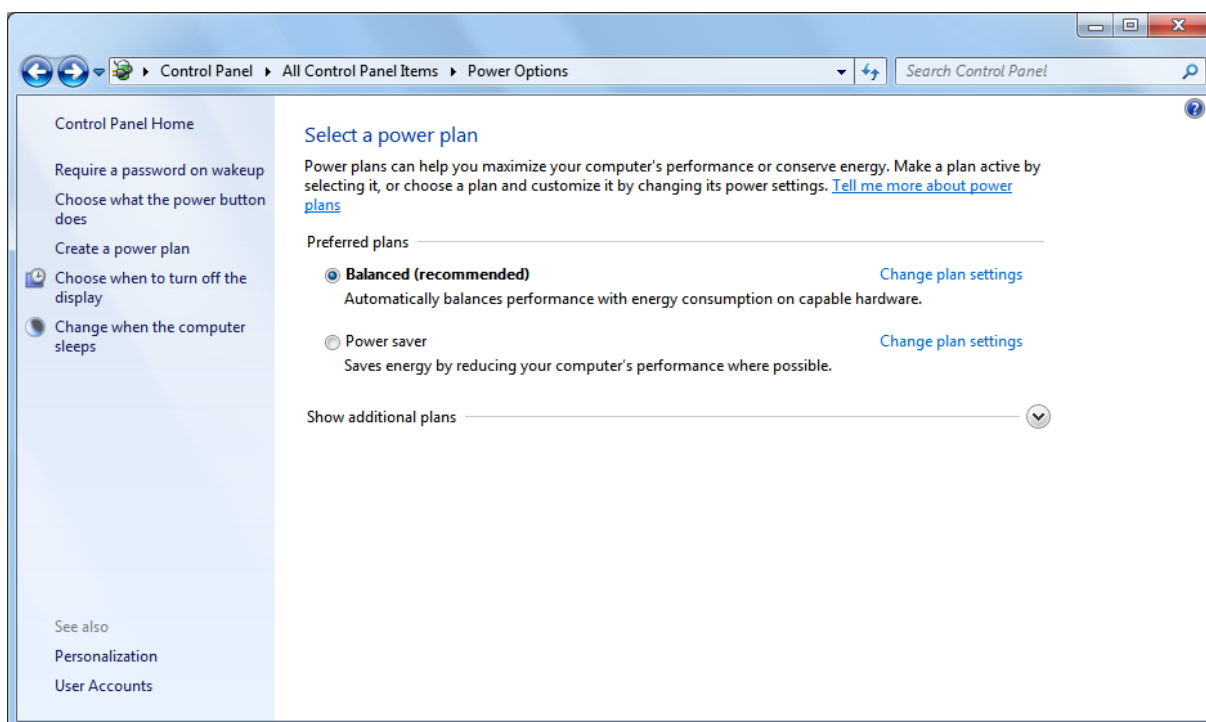 Control Panel
All Control Panel Items
Power Options
Search Control Panel
Control Panel Home
Require a password on wakeup
Choose what the power button
does
Create a power plan
Choose when to turn off the
display
Change when the computer
sleeps
See also
Personalization
User Accounts
Select a power plan
Power plans can help you maximize your computer's performance or conserve energy. Make a plan active by
selecting it, or choose a plan and customize it by changing its power settings. Tell me more about power
plans
Preferred plans
Balanced (recommended)
Change plan settings
Automatically balances performance with energy consumption on capable hardware.
Power saver
Change plan settings
Saves energy by reducing your computer's performance where possible.
Show additional plans